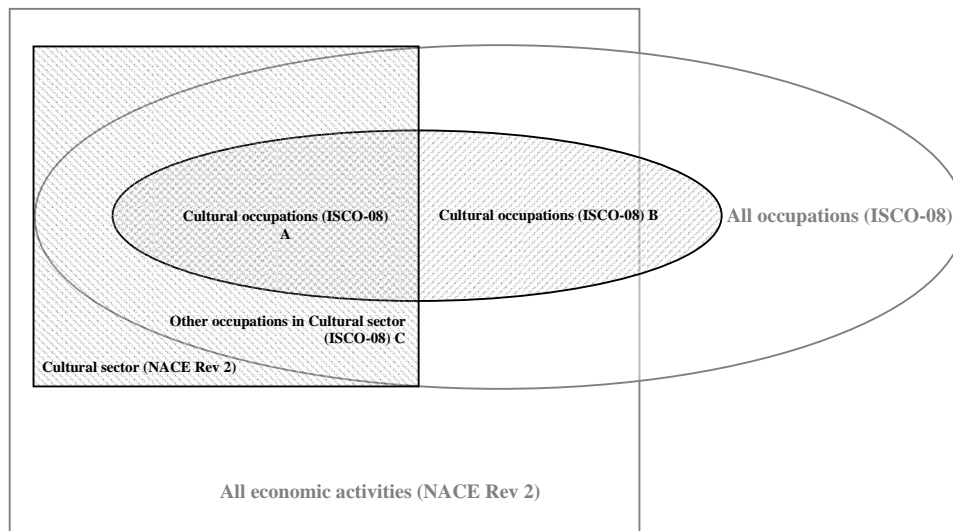 Cultural occupations (ISCO-08)
A
Cultural occupations (ISCO-08) B
All occupations (ISCO-08)
Other occupations in Cultural sector
(ISCO-08) C
Cultural sector (NACE Rev 2)
All economic activities (NACE Rev 2)